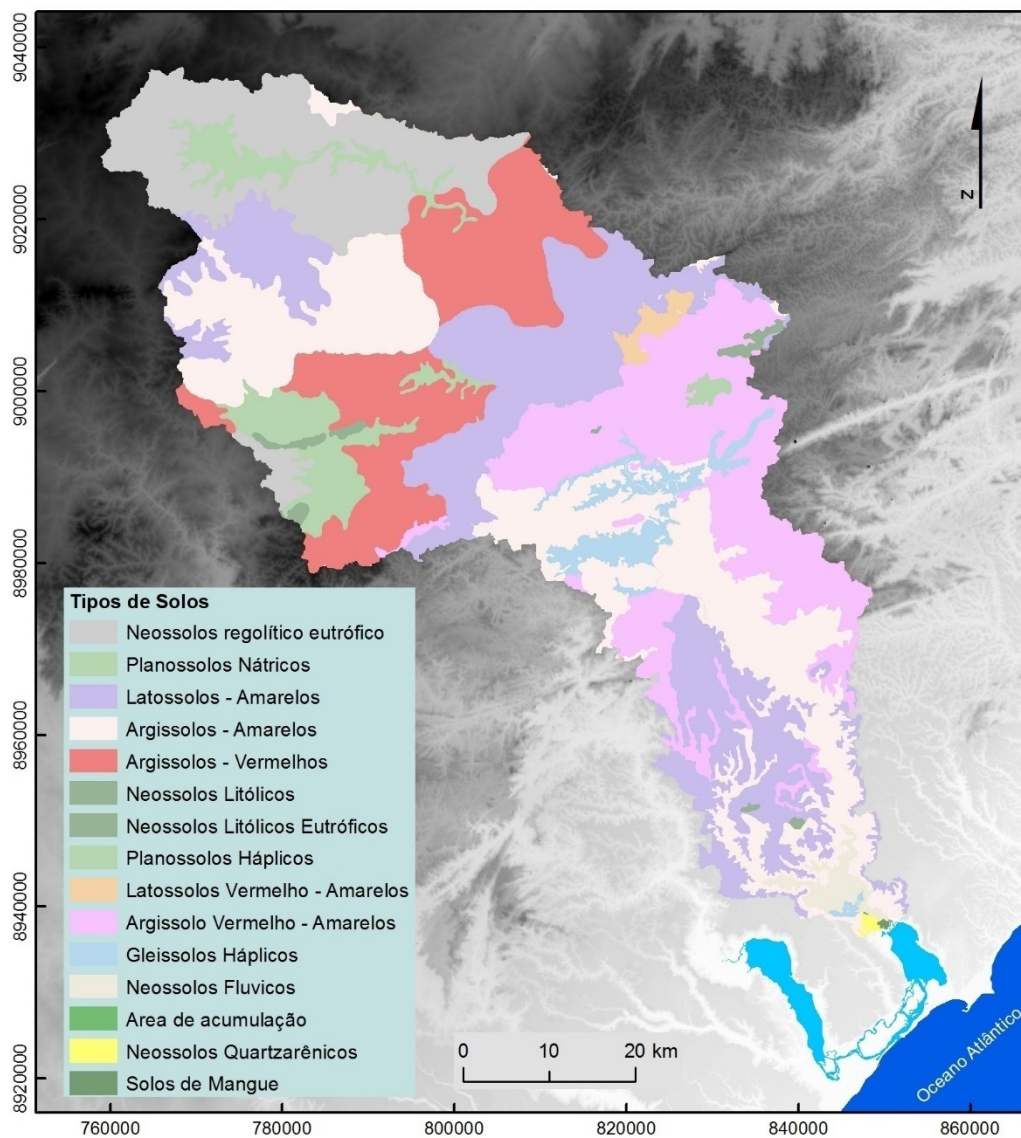 9040000
9020000
9000000
8980000
8960000
8940000
8920000
N
Tipos de Solos
Neossolos regolítico eutrófico
Planossolos Nátricos
Latossolos - Amarelos
Argissolos - Amarelos
Argissolos - Vermelhos
Neossolos Litólicos
Neossolos Litólicos Eutróficos
Planossolos Háplicos
Latossolos Vermelho - Amarelos
Argissolo Vermelho - Amarelos
Gleissolos Háplicos
Neossolos Fluvicos
Area de acumulação
Neossolos Quartzarênicos
Solos de Mangue
0 10 20 km
Oceano Atlântico
760000 780000 800000 820000 840000 860000